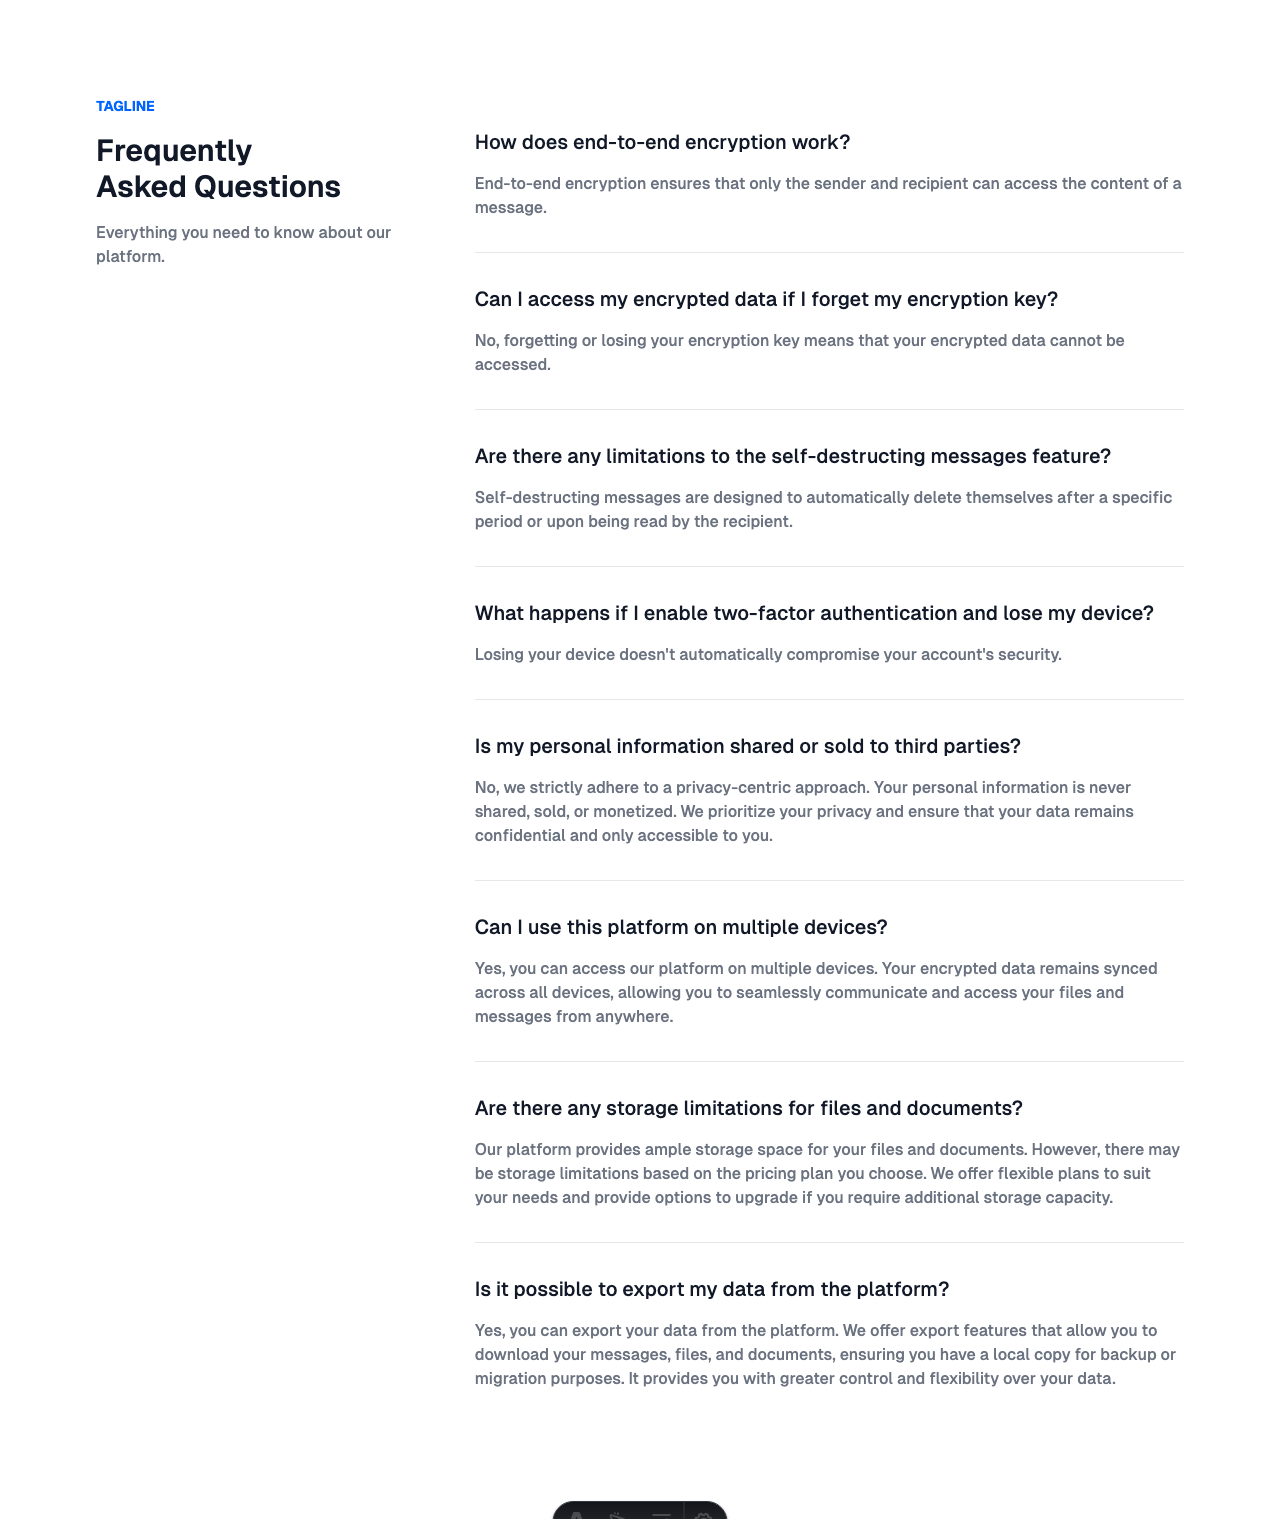 TAGLINE
Frequently
Asked Questions
Everything you need to know about our
platform.
How does end-to-end encryption work?
End-to-end encryption ensures that only the sender and recipient can access the content of a
message.
Can I access my encrypted data if I forget my encryption key?
No, forgetting or losing your encryption key means that your encrypted data cannot be
accessed.
Are there any limitations to the self-destructing messages feature?
Self-destructing messages are designed to automatically delete themselves after a specific
period or upon being read by the recipient.
What happens if I enable two-factor authentication and lose my device?
Losing your device doesn't automatically compromise your account's security.
Is my personal information shared or sold to third parties?
No, we strictly adhere to a privacy-centric approach. Your personal information is never
shared, sold, or monetized. We prioritize your privacy and ensure that your data remains
confidential and only accessible to you.
Can I use this platform on multiple devices?
Yes, you can access our platform on multiple devices. Your encrypted data remains synced
across all devices, allowing you to seamlessly communicate and access your files and
messages from anywhere.
Are there any storage limitations for files and documents?
Our platform provides ample storage space for your files and documents. However, there may
be storage limitations based on the pricing plan you choose. We offer flexible plans to suit
your needs and provide options to upgrade if you require additional storage capacity.
Is it possible to export my data from the platform?
Yes, you can export your data from the platform. We offer export features that allow you to
download your messages, files, and documents, ensuring you have a local copy for backup or
migration purposes. It provides you with greater control and flexibility over your data.